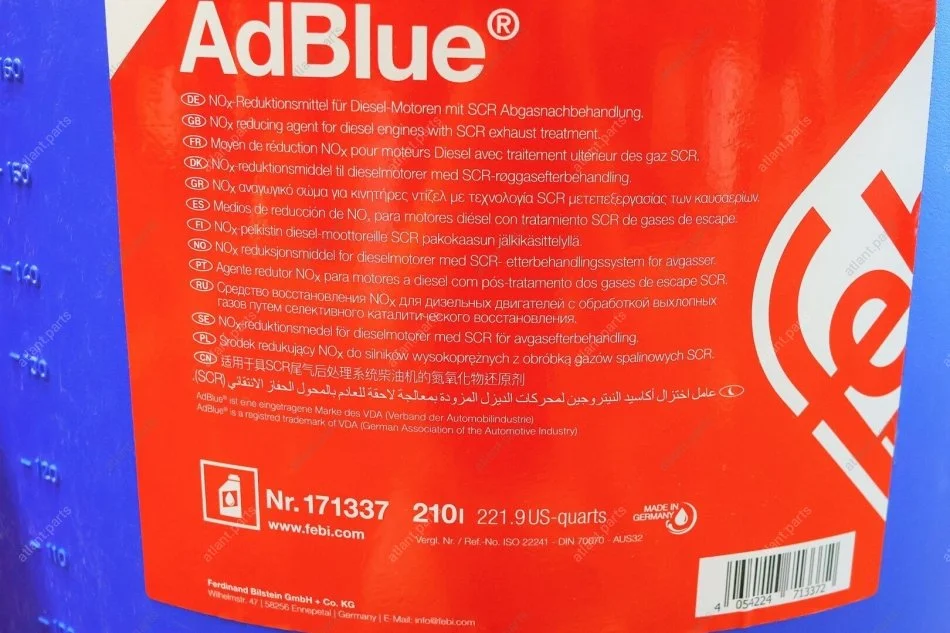 AdBlue®
DE NOx-Reduktionsmittel für Diesel-Motoren mit SCR Abgasnachbehandlung.
GB NOx reducing agent for diesel engines with SCR exhaust treatment.
FR Moyen de réduction NOx pour moteurs Diesel avec traitement ulterieur des gaz SCR.
DK NOx-reduktionsmiddel til dieselmotorer med SCR-røggasefterbehandling.
GR NOx αναγωγικό σώμα για κινητήρες ντίζελ με τεχνολογία SCR μετεπεξεργασίας των καυσαερίων.
ES Medios de reducción de NOx para motores diésel con tratamiento SCR de gases de escape.
FI NOx-pelkistin diesel-moottoreille SCR pakokaasun jälkikäsittelyllä.
NO NOx reduksjonsmiddel for dieselmotorer med SCR- etterbehandlingssystem for avgasser.
PT Agente redutor NOx para motores a diesel com pós-tratamento dos gases de escape SCR.
RU Средство восстановления NOx для дизельных двигателей с обработкой выхлопных
газов путем селективного каталитического восстановления.
SE NOx-reduktionsmedel för dieselmotorer med SCR för avgasefterbehandling.
PL Środek redukujący NOx do silników wysokoprężnych z obróbką gazów spalinowych SCR.
CN 适用于具SCR尾气后处理系统柴油机的氮氧化物还原剂
عامل اختزال أكاسيد النيتروجين لمحركات الديزل المزودة بمعالجة لاحقة للعادم بالمحول الحفاز الانتقائي (SCR).
AdBlue® ist eine eingetragene Marke des VDA (Verband der Automobilindustrie)
AdBlue® is a registred trademark of VDA (German Association of the Automotive Industry)
febi
Nr. 171337 210l 221.9 US-quarts
MADE IN
GERMANY
www.febi.com
Vergl. Nr. / Ref.-No. ISO 22241 - DIN 70070 - AUS32
Ferdinand Bilstein GmbH + Co. KG
Wilhelmstr. 47 | 58256 Ennepetal | Germany | E-Mail: info@febi.com
4 054224 713372
160
150
140
130
120
110
atlant.parts